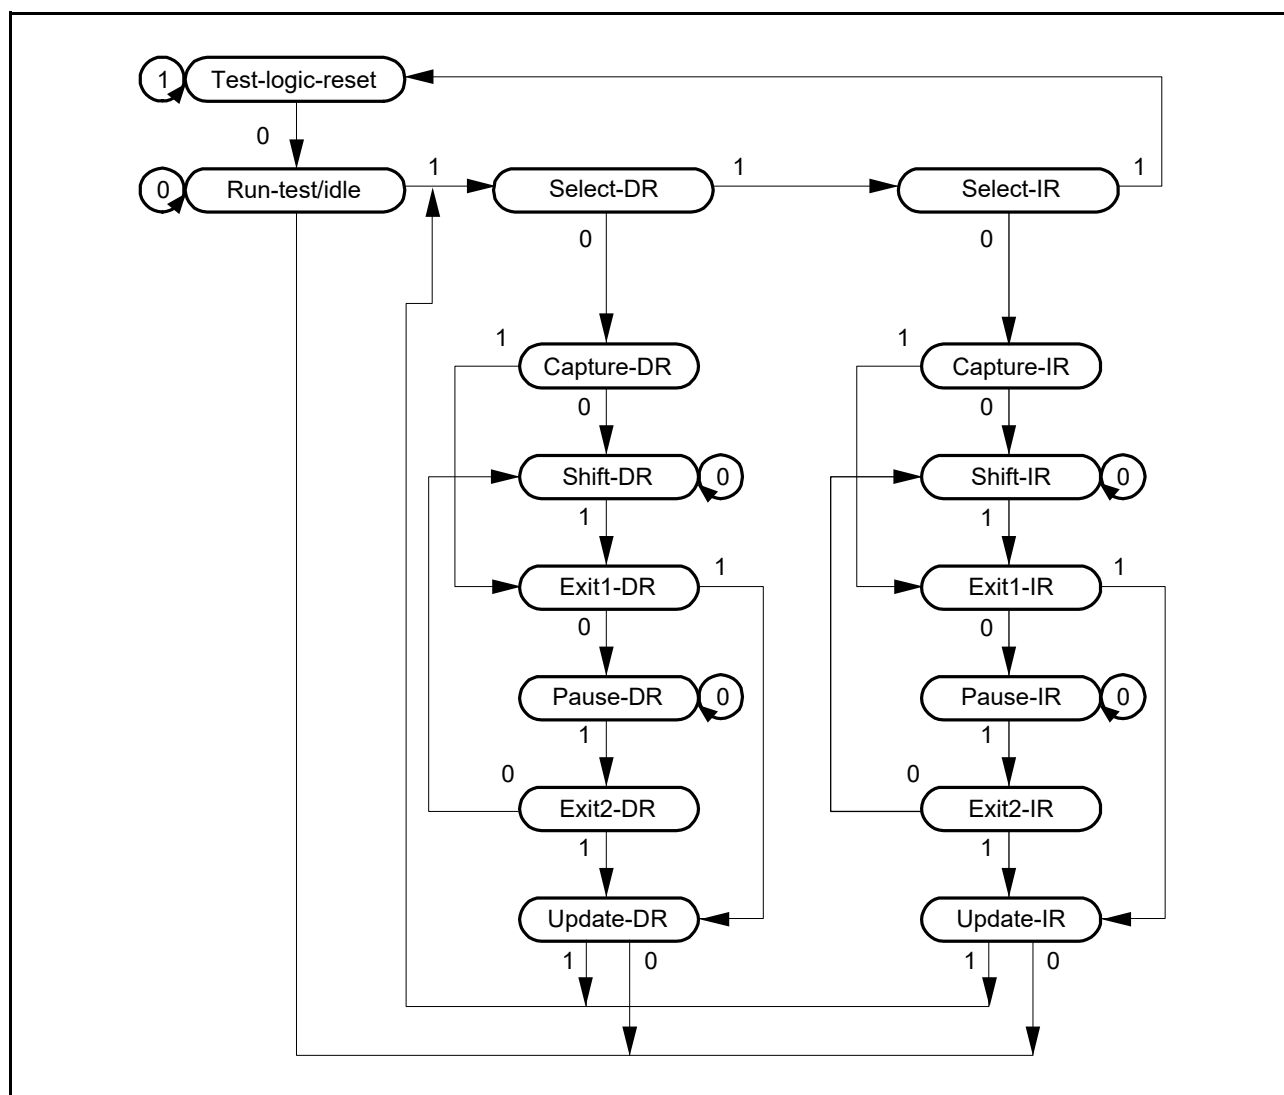 1 Test-logic-reset
0
0 Run-test/idle 1 Select-DR 1 Select-IR 1
0 0
1 1
Capture-DR Capture-IR
0 0
Shift-DR 0 Shift-IR 0
1 1
Exit1-DR 1 Exit1-IR 1
0 0
Pause-DR 0 Pause-IR 0
1 1
0 0
Exit2-DR Exit2-IR
1 1
Update-DR Update-IR
1 0 1 0